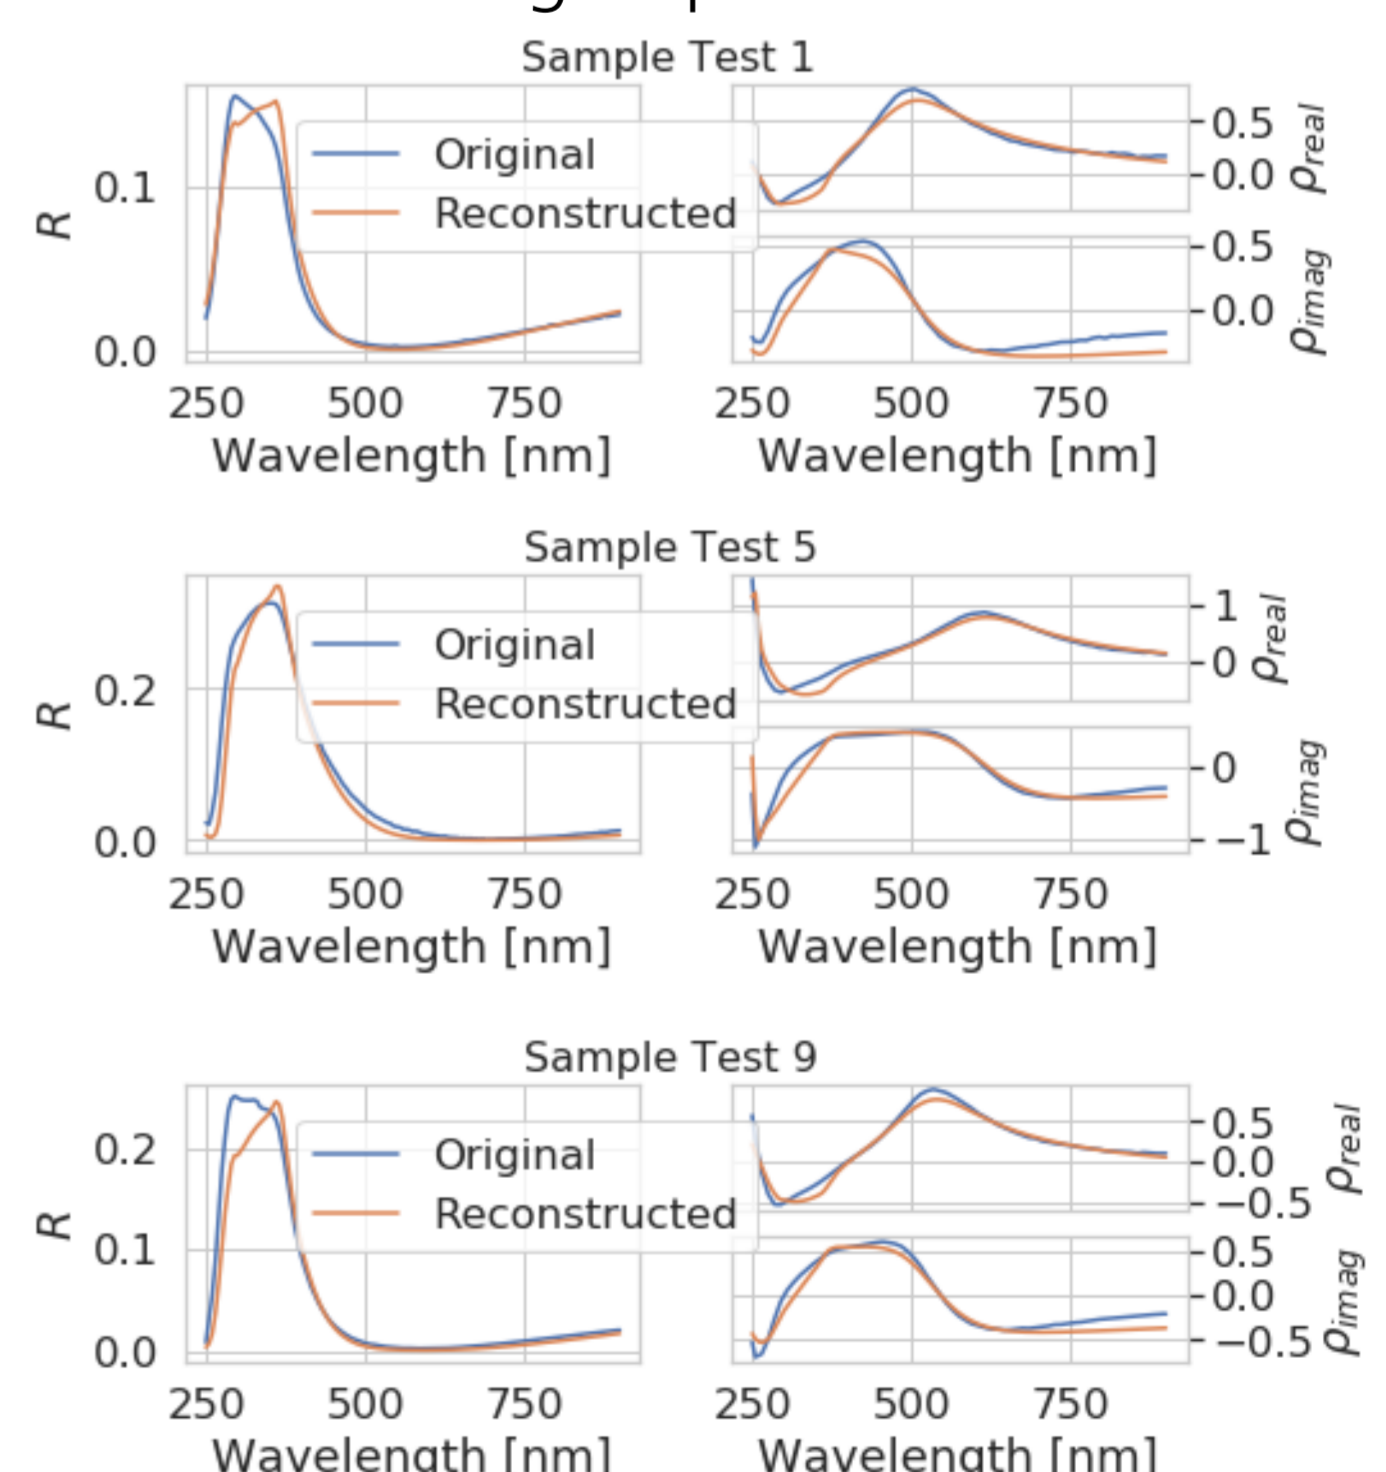 Sample Test 1
Original
Reconstructed
R
0.1
0.0
250 500 750
Wavelength [nm]
0.5
0.0
ρreal
0.5
0.0
ρimag
250 500 750
Wavelength [nm]
Sample Test 5
Original
Reconstructed
R
0.2
0.0
250 500 750
Wavelength [nm]
1
0
ρreal
0
−1
ρimag
250 500 750
Wavelength [nm]
Sample Test 9
Original
Reconstructed
R
0.2
0.1
0.0
250 500 750
Wavelength [nm]
0.5
0.0
−0.5
ρreal
0.5
0.0
−0.5
ρimag
250 500 750
Wavelength [nm]